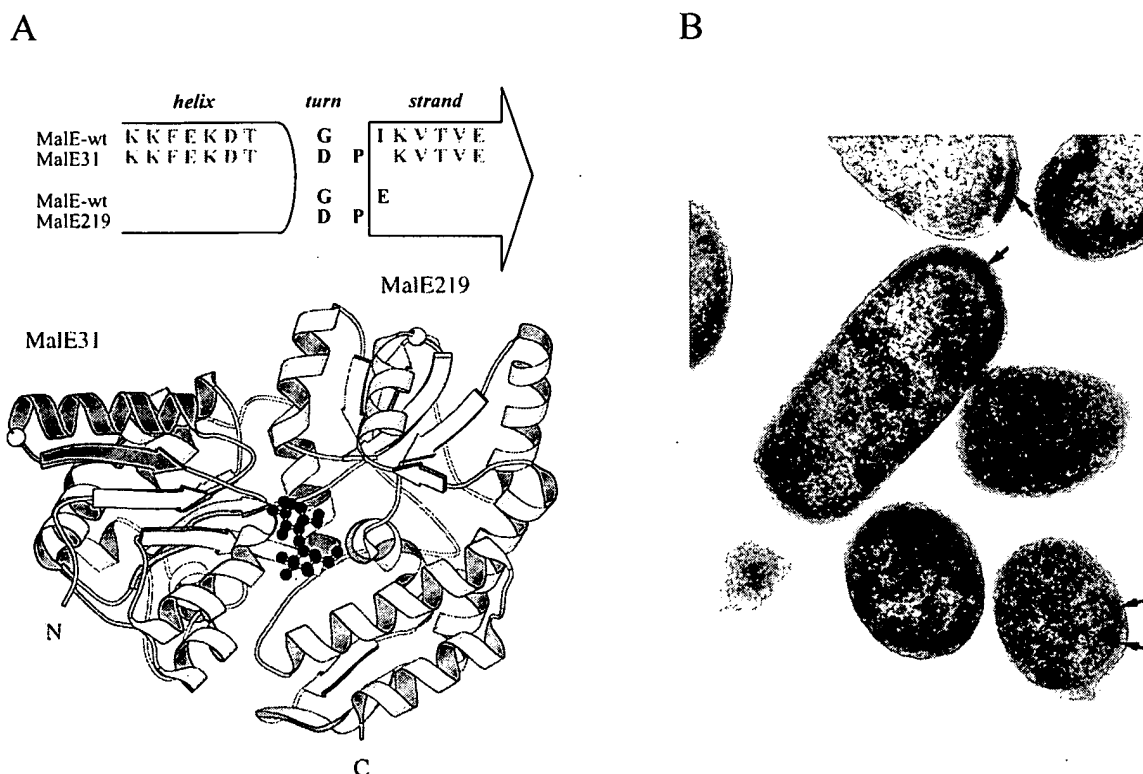 A
helix turn strand
MalE-wt K K F E K D T G I K V T V E
MalE31 K K F E K D T D P K V T V E
MalE-wt G E
MalE219 D P
MalE219
MalE31
N
C
B